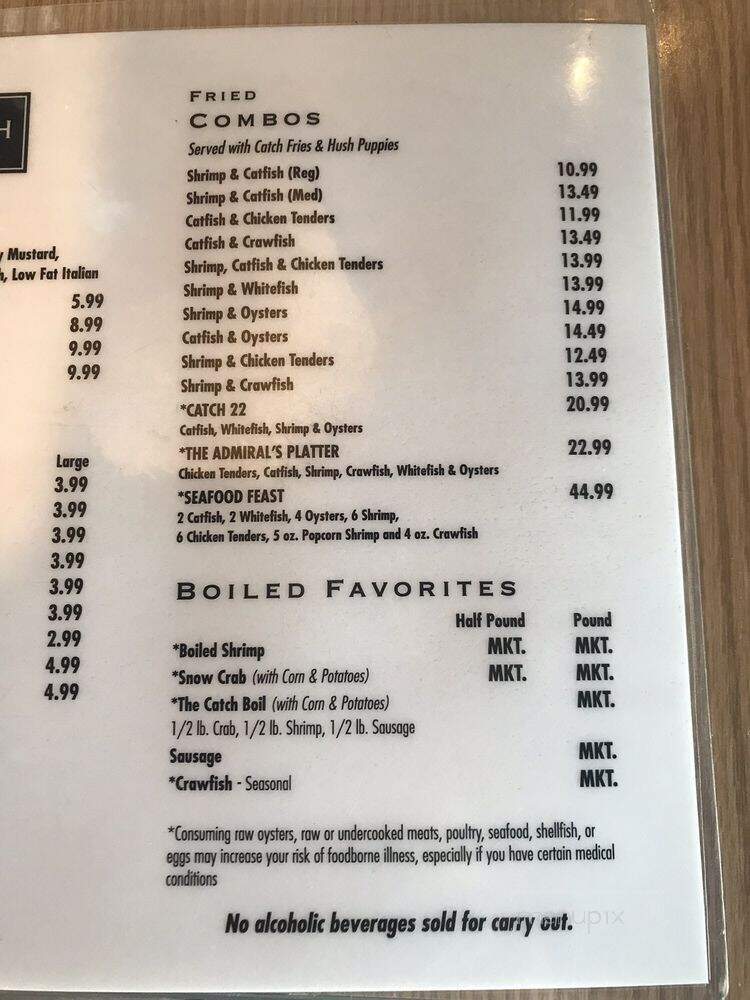 H
y Mustard,
h, Low Fat Italian
5.99
8.99
9.99
9.99
Large
3.99
3.99
3.99
3.99
3.99
3.99
2.99
4.99
4.99
FRIED
COMBOS
Served with Catch Fries & Hush Puppies
Shrimp & Catfish (Reg) 10.99
Shrimp & Catfish (Med) 13.49
Catfish & Chicken Tenders 11.99
Catfish & Crawfish 13.49
Shrimp, Catfish & Chicken Tenders 13.99
Shrimp & Whitefish 13.99
Shrimp & Oysters 14.99
Catfish & Oysters 14.49
Shrimp & Chicken Tenders 12.49
Shrimp & Crawfish 13.99
*CATCH 22 20.99
Catfish, Whitefish, Shrimp & Oysters
*THE ADMIRAL'S PLATTER 22.99
Chicken Tenders, Catfish, Shrimp, Crawfish, Whitefish & Oysters
*SEAFOOD FEAST 44.99
2 Catfish, 2 Whitefish, 4 Oysters, 6 Shrimp,
6 Chicken Tenders, 5 oz. Popcorn Shrimp and 4 oz. Crawfish
BOILED FAVORITES
Half Pound Pound
*Boiled Shrimp MKT. MKT.
*Snow Crab (with Corn & Potatoes) MKT. MKT.
*The Catch Boil (with Corn & Potatoes) MKT.
1/2 lb. Crab, 1/2 lb. Shrimp, 1/2 lb. Sausage
Sausage MKT.
*Crawfish - Seasonal MKT.
*Consuming raw oysters, raw or undercooked meats, poultry, seafood, shellfish, or
eggs may increase your risk of foodborne illness, especially if you have certain medical
conditions
No alcoholic beverages sold for carry out.